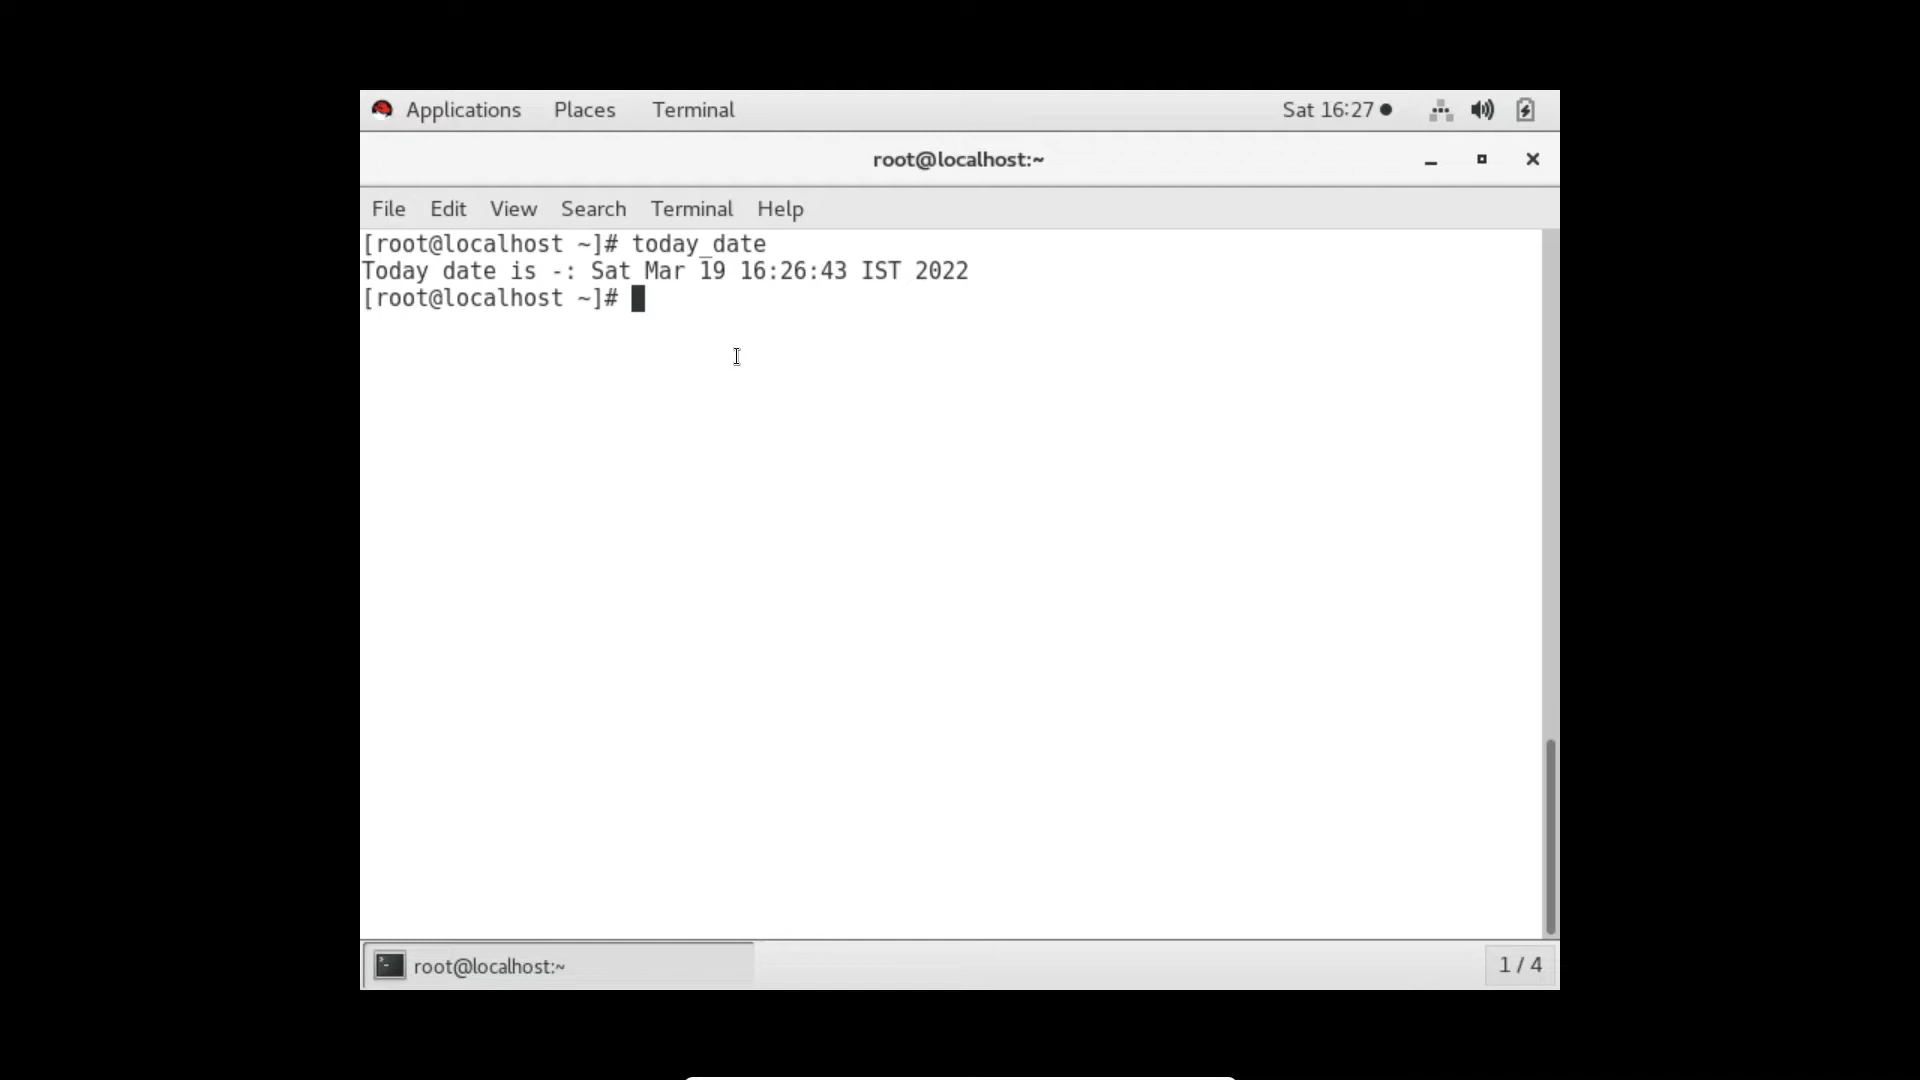 Applications Places Terminal Sat 16:27
root@localhost:~
File Edit View Search Terminal Help
[root@localhost ~]# today_date
Today date is -: Sat Mar 19 16:26:43 IST 2022
[root@localhost ~]#
root@localhost:~ 1 / 4